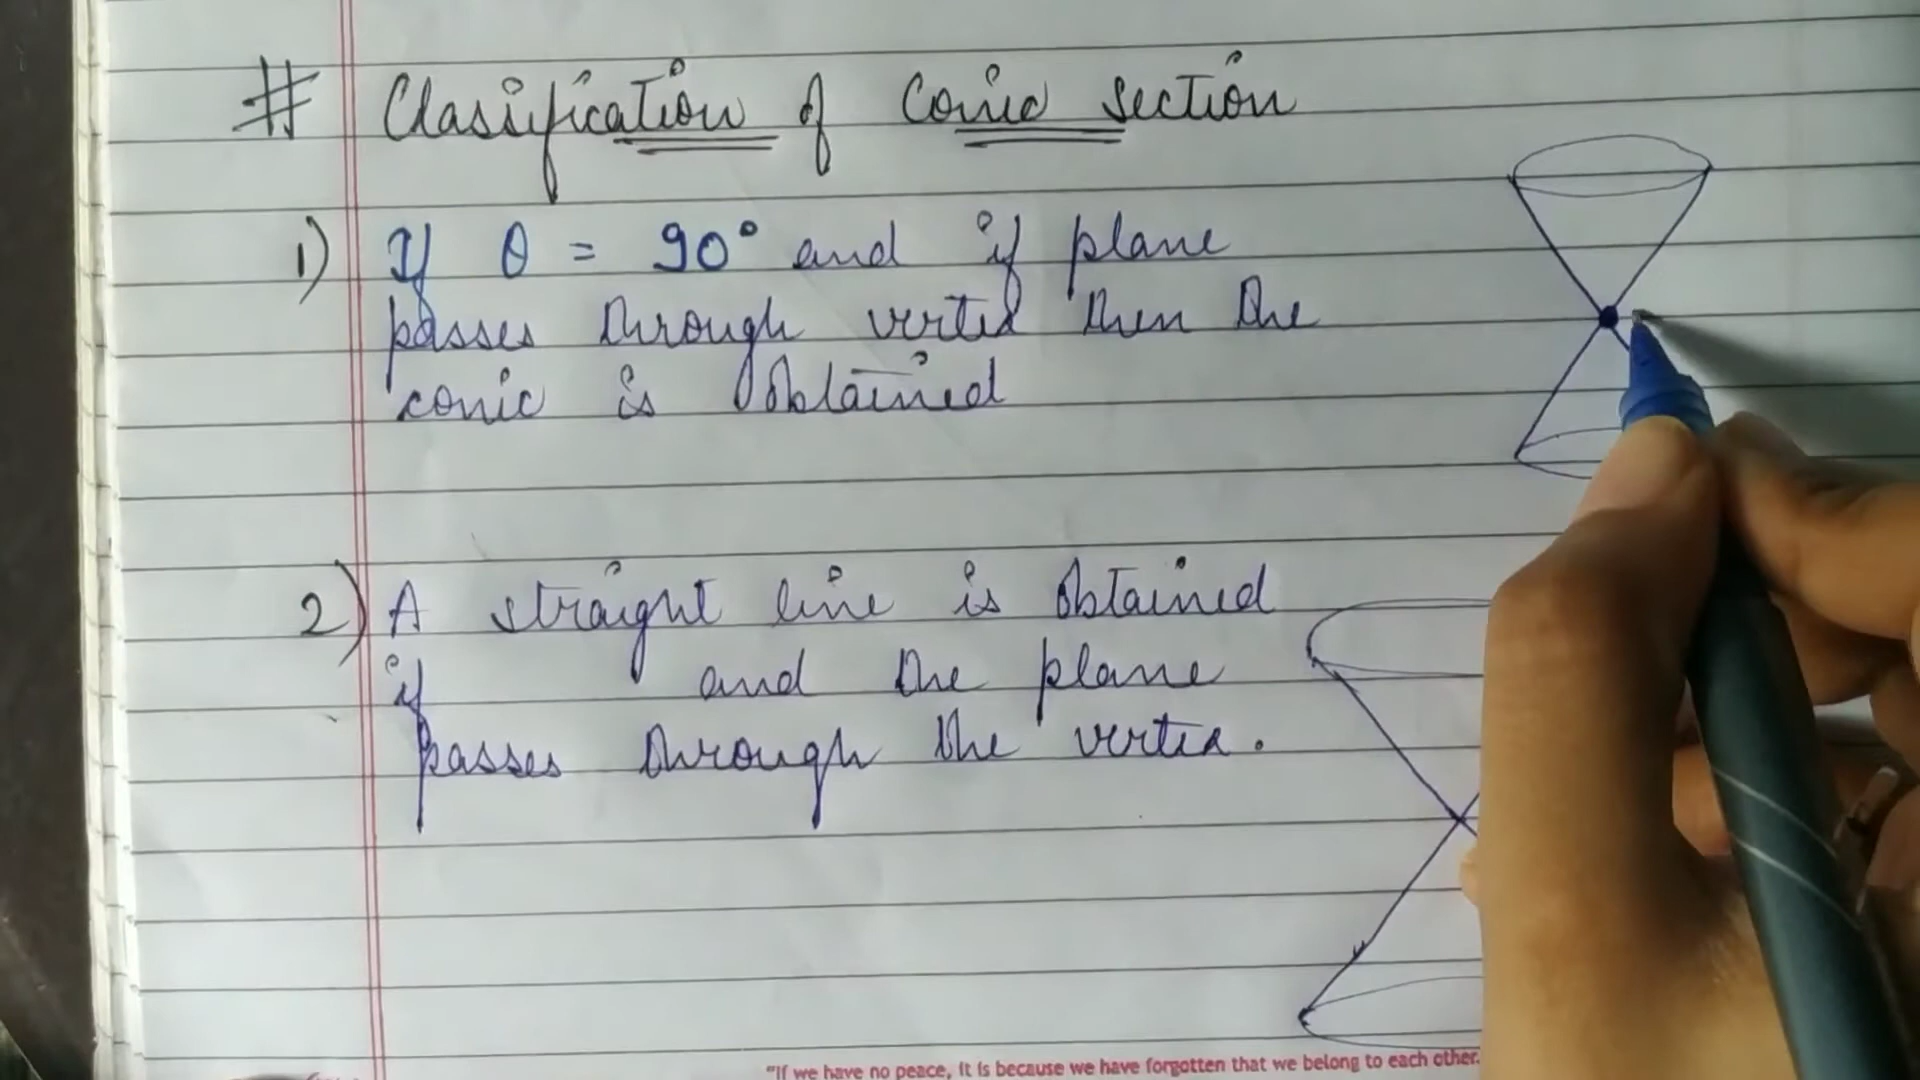 # Clasification of Conic section
1) If θ = 90° and if plane
passes through vertex then the
conic is Obtained
2) A straight line is Obtained
if and the plane
passes through the vertex.
"If we have no peace, it is because we have forgotten that we belong to each other.